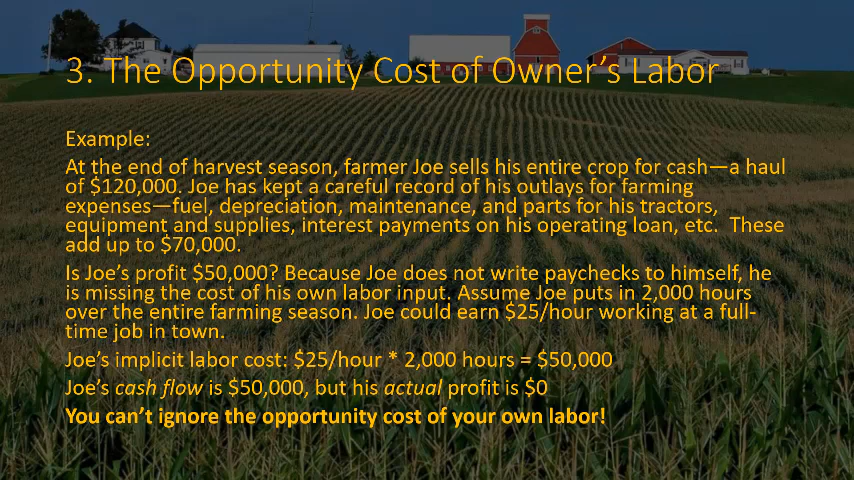 3. The Opportunity Cost of Owner’s Labor
Example:
At the end of harvest season, farmer Joe sells his entire crop for cash—a haul
of $120,000. Joe has kept a careful record of his outlays for farming
expenses—fuel, depreciation, maintenance, and parts for his tractors,
equipment and supplies, interest payments on his operating loan, etc.  These
add up to $70,000.
Is Joe’s profit $50,000? Because Joe does not write paychecks to himself, he
is missing the cost of his own labor input. Assume Joe puts in 2,000 hours
over the entire farming season. Joe could earn $25/hour working at a full-
time job in town.
Joe’s implicit labor cost: $25/hour * 2,000 hours = $50,000
Joe’s cash flow is $50,000, but his actual profit is $0
You can’t ignore the opportunity cost of your own labor!